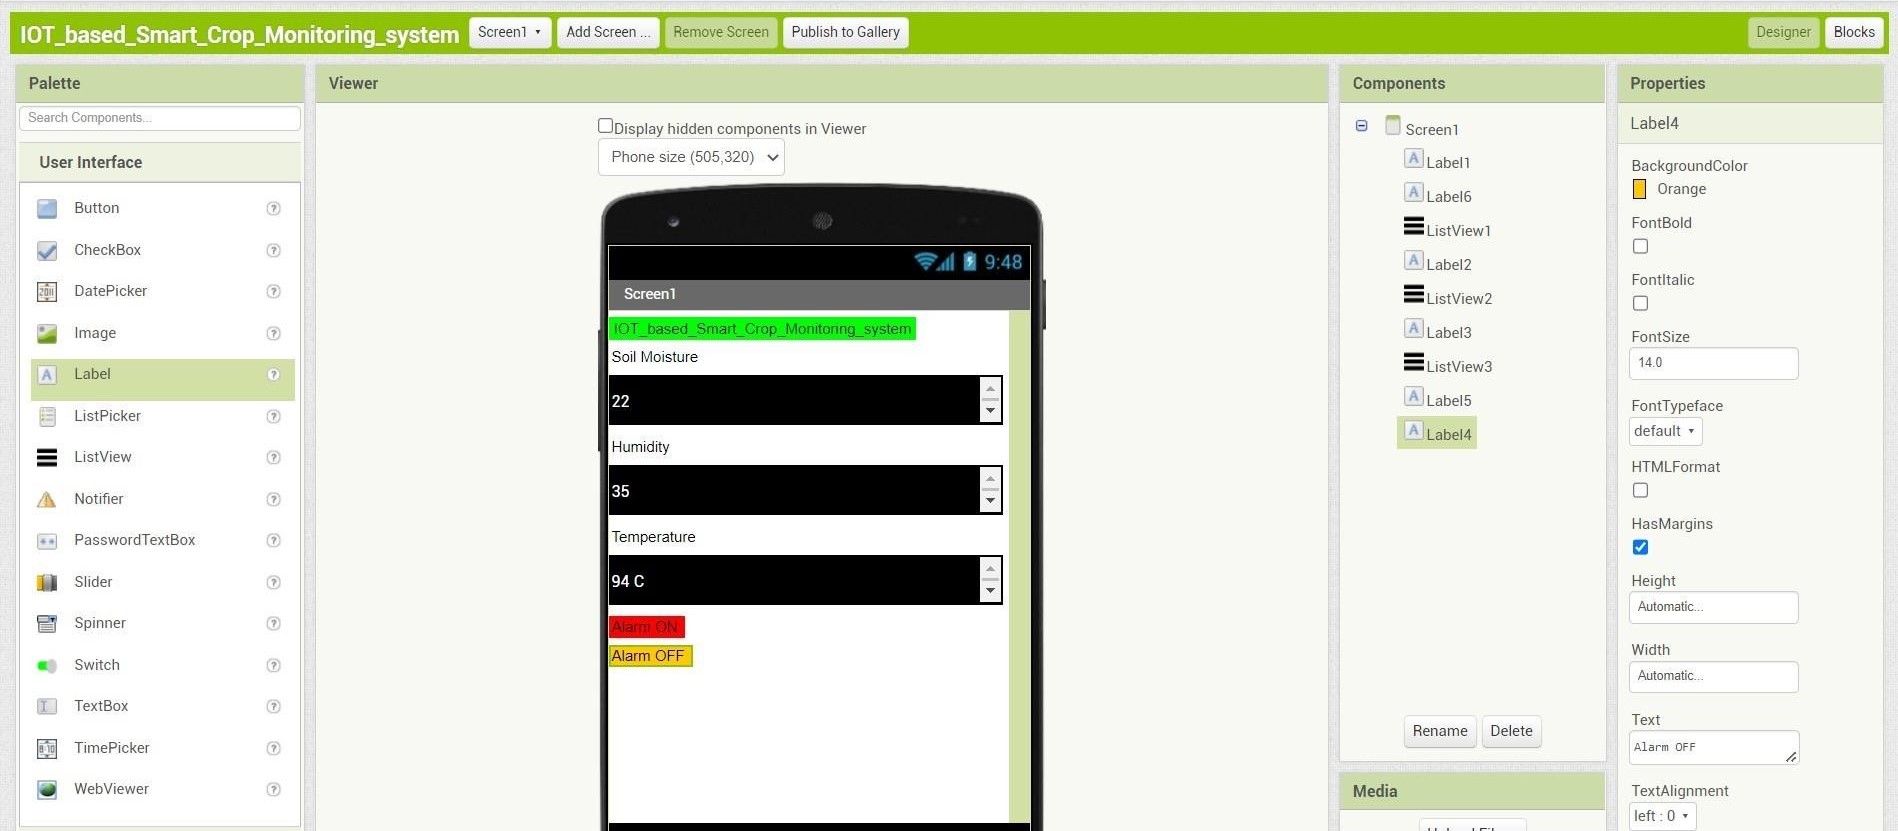 IOT_based_Smart_Crop_Monitoring_system Screen1 Add Screen ... Remove Screen Publish to Gallery Designer Blocks
Palette
Search Components...
User Interface
Button
CheckBox
DatePicker
Image
Label
ListPicker
ListView
Notifier
PasswordTextBox
Slider
Spinner
Switch
TextBox
TimePicker
WebViewer
Viewer
Display hidden components in Viewer
Phone size (505,320)
9:48
Screen1
IOT_based_Smart_Crop_Monitoring_system
Soil Moisture
22
Humidity
35
Temperature
94 C
Alarm ON
Alarm OFF
Components
Screen1
Label1
Label6
ListView1
Label2
ListView2
Label3
ListView3
Label5
Label4
Rename Delete
Media
Properties
Label4
BackgroundColor
Orange
FontBold
FontItalic
FontSize
14.0
FontTypeface
default
HTMLFormat
HasMargins
Height
Automatic...
Width
Automatic...
Text
Alarm OFF
TextAlignment
left : 0